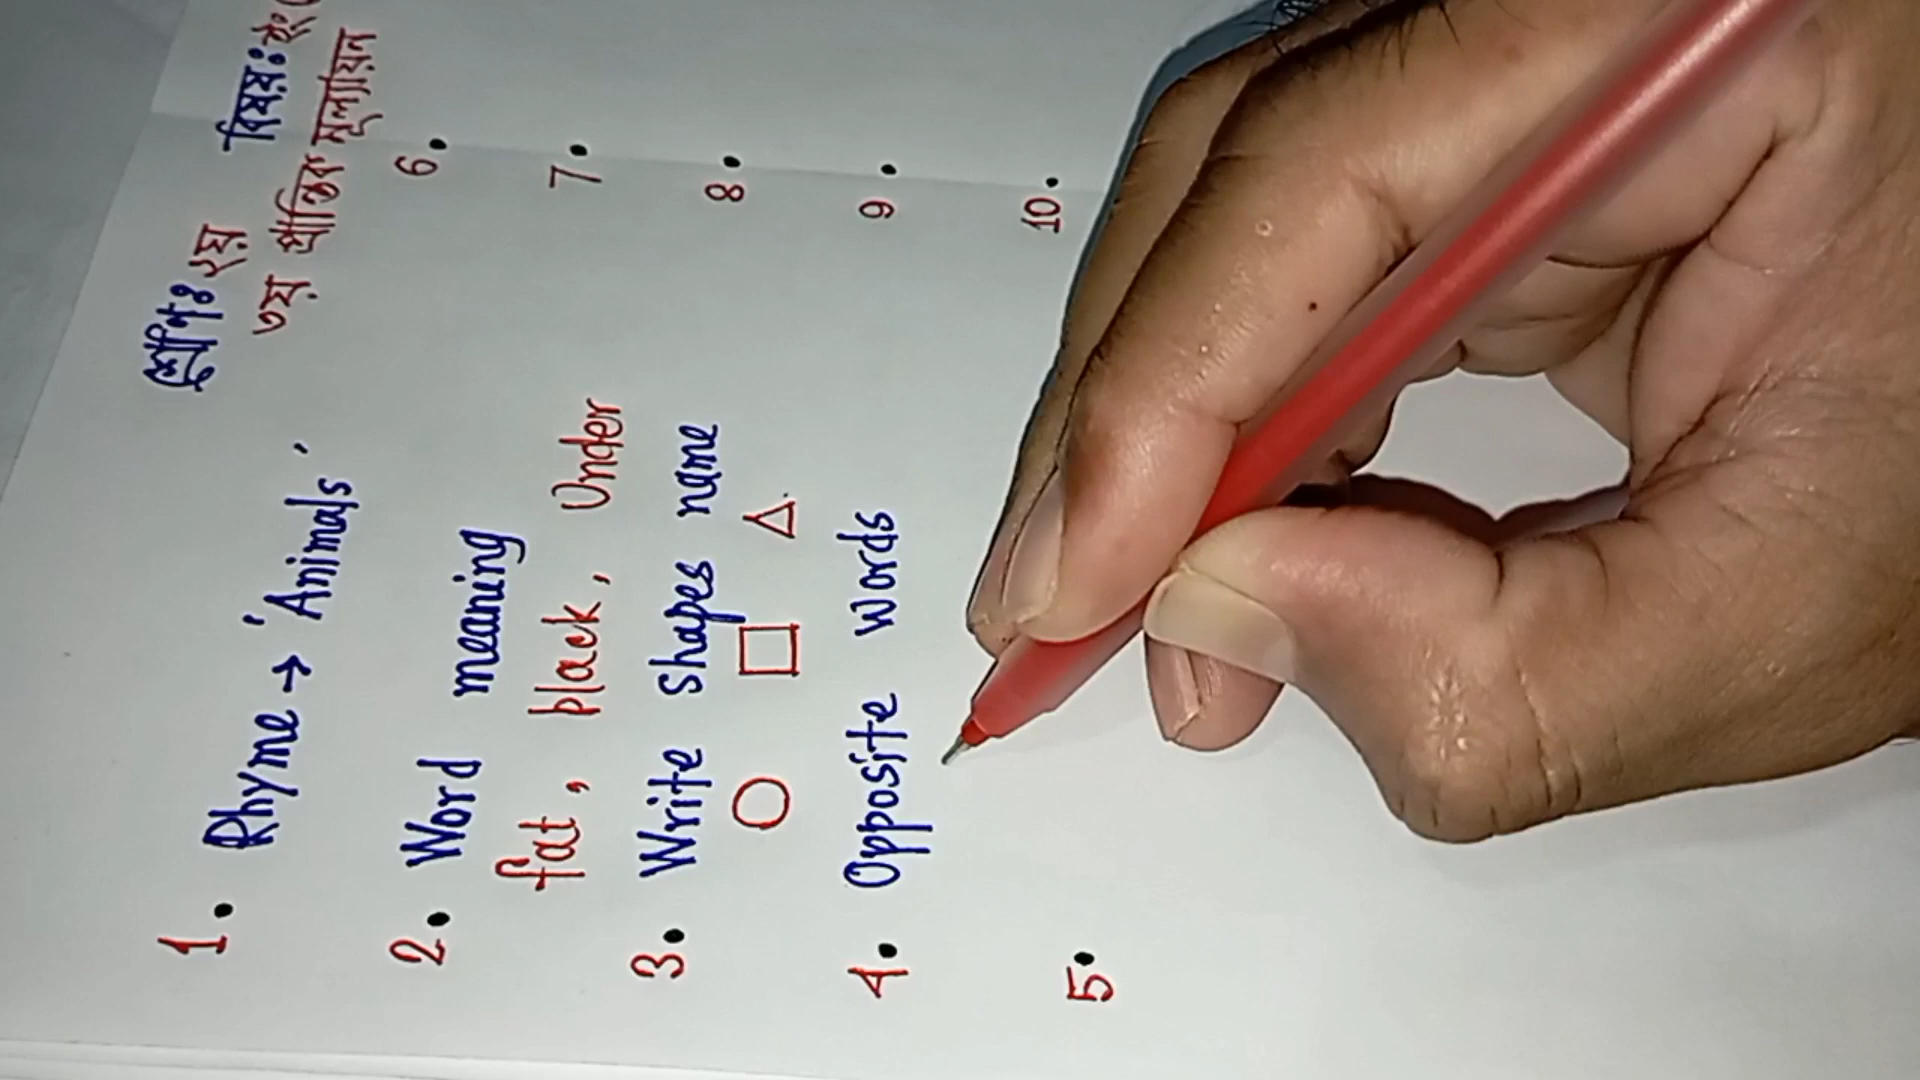 শ্রেণিঃ ২য় বিষয়ঃ
৩য় প্রান্তিক মূল্যায়ন
1. Rhyme → 'Animals'
2. Word meaning
fat, black, Under
3. Write shapes name
4. Opposite words
5.
6.
7.
8.
9.
10.